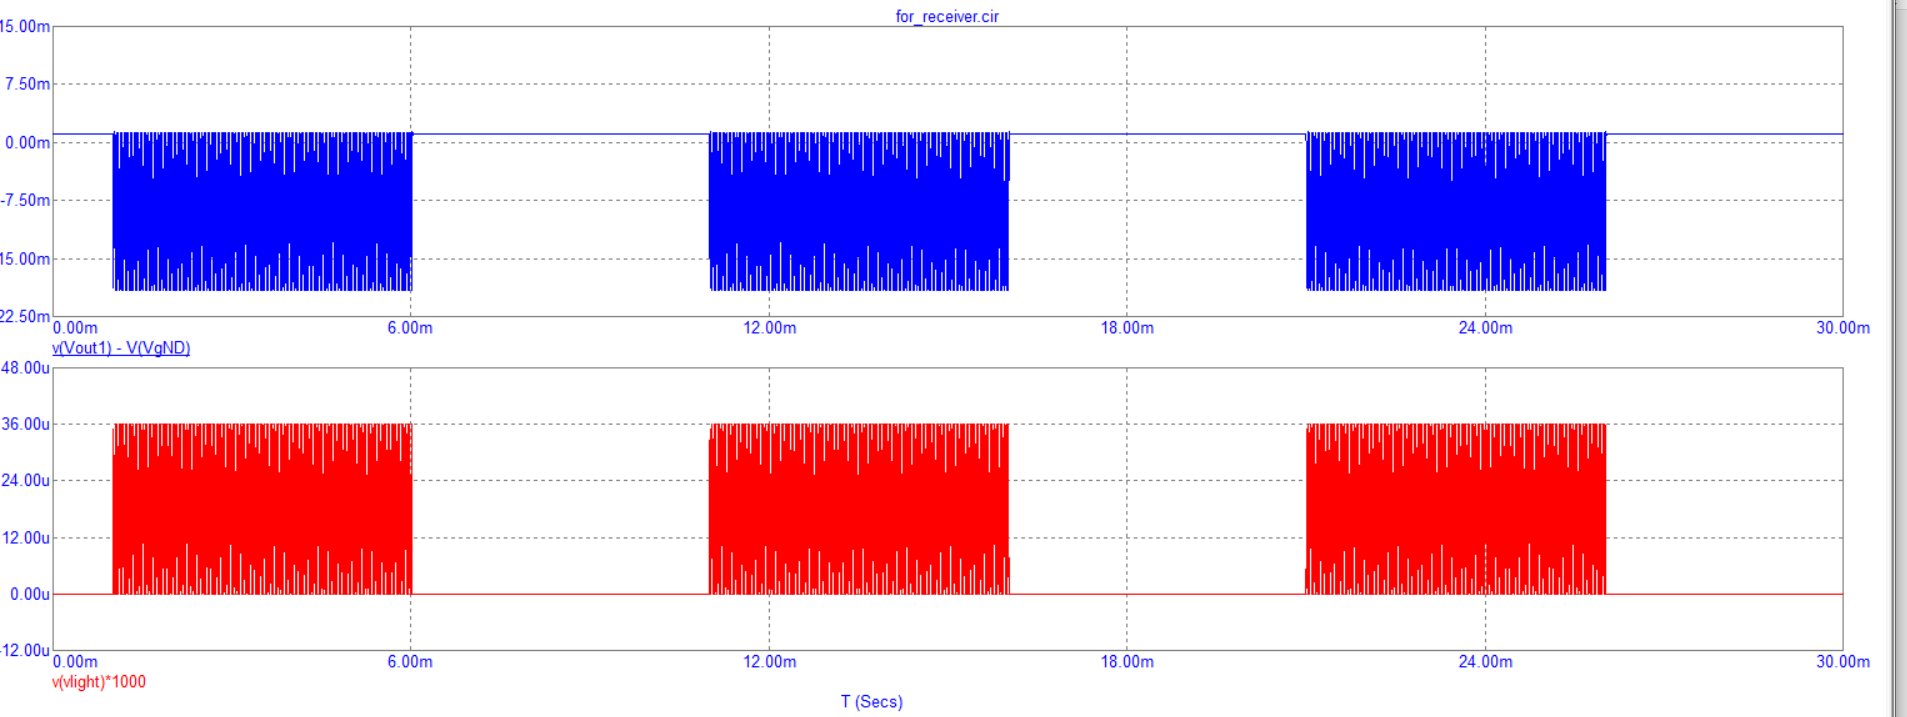 for_receiver.cir
15.00m
7.50m
0.00m
-7.50m
15.00m
22.50m
0.00m 6.00m 12.00m 18.00m 24.00m 30.00m
v(Vout1) - V(VgND)
48.00u
36.00u
24.00u
12.00u
0.00u
-12.00u
0.00m 6.00m 12.00m 18.00m 24.00m 30.00m
v(vlight)*1000
T (Secs)